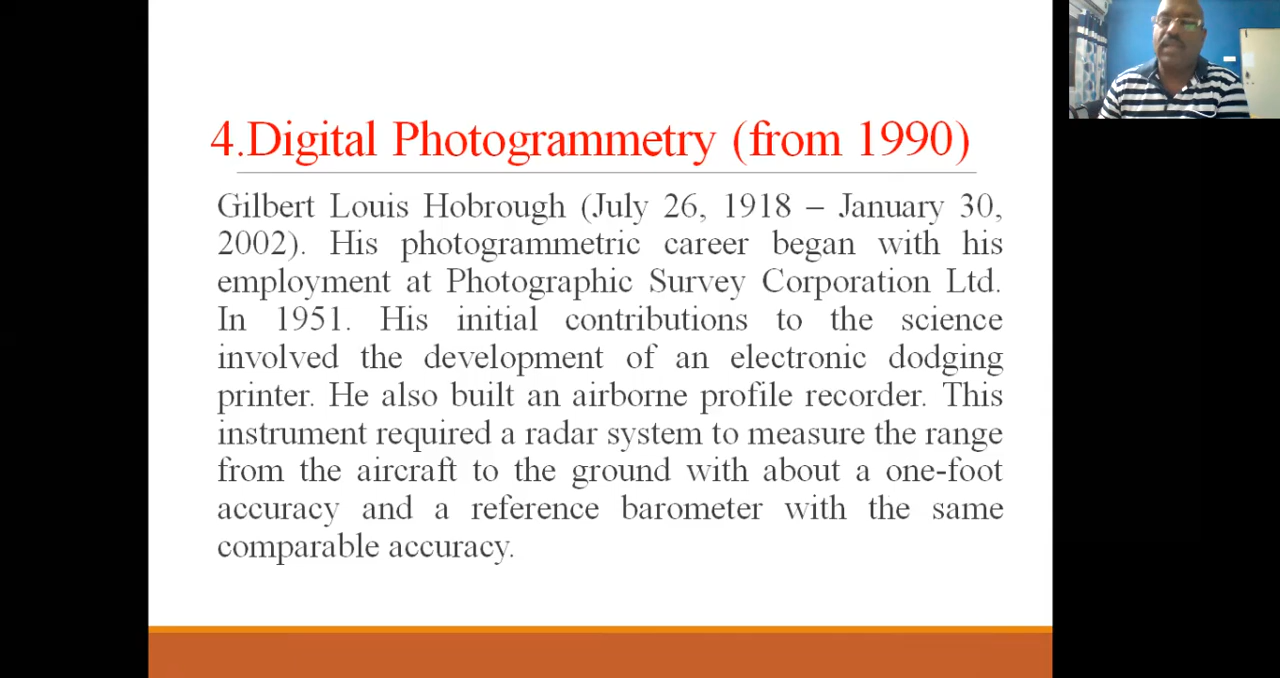 4.Digital Photogrammetry (from 1990)
Gilbert Louis Hobrough (July 26, 1918 – January 30,
2002). His photogrammetric career began with his
employment at Photographic Survey Corporation Ltd.
In 1951. His initial contributions to the science
involved the development of an electronic dodging
printer. He also built an airborne profile recorder. This
instrument required a radar system to measure the range
from the aircraft to the ground with about a one-foot
accuracy and a reference barometer with the same
comparable accuracy.